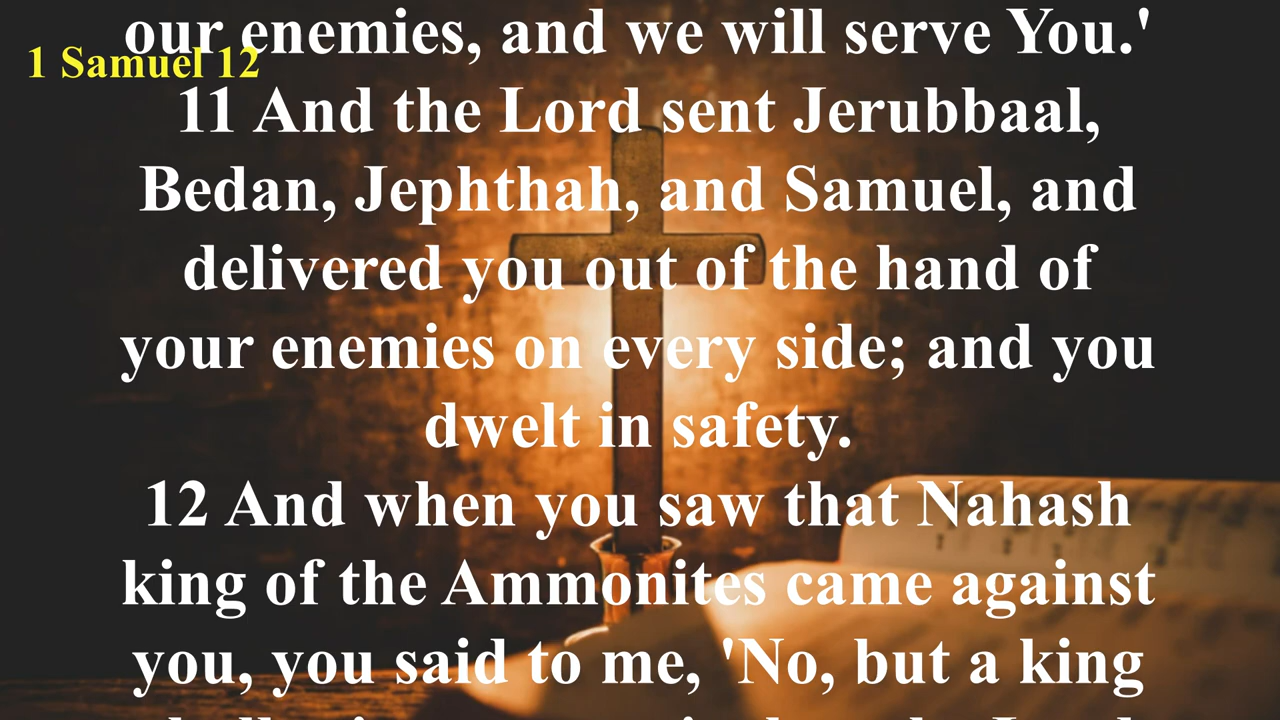 our enemies, and we will serve You.'
1 Samuel 12
11 And the Lord sent Jerubbaal,
Bedan, Jephthah, and Samuel, and
delivered you out of the hand of
your enemies on every side; and you
dwelt in safety.
12 And when you saw that Nahash
king of the Ammonites came against
you, you said to me, 'No, but a king